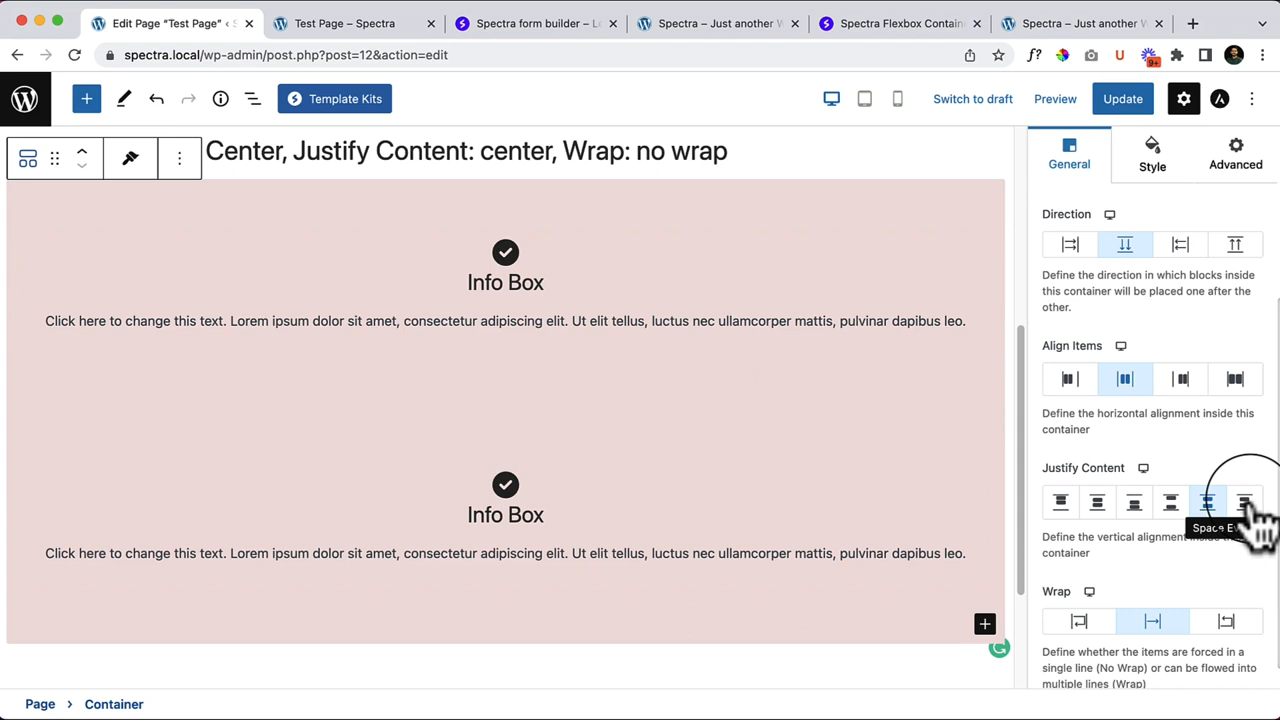 Edit Page “Test Page” ‹ S
Test Page – Spectra
Spectra form builder – Le
Spectra – Just another W
Spectra Flexbox Contain
Spectra – Just another W
spectra.local/wp-admin/post.php?post=12&action=edit
f?
U
9+
Template Kits
Switch to draft
Preview
Update
Center, Justify Content: center, Wrap: no wrap
General
Style
Advanced
Info Box
Click here to change this text. Lorem ipsum dolor sit amet, consectetur adipiscing elit. Ut elit tellus, luctus nec ullamcorper mattis, pulvinar dapibus leo.
Info Box
Click here to change this text. Lorem ipsum dolor sit amet, consectetur adipiscing elit. Ut elit tellus, luctus nec ullamcorper mattis, pulvinar dapibus leo.
Direction
Define the direction in which blocks inside
this container will be placed one after the
other.
Align Items
Define the horizontal alignment inside this
container
Justify Content
Space
Define the vertical alignment
container
Wrap
Define whether the items are forced in a
single line (No Wrap) or can be flowed into
multiple lines (Wrap)
Page
Container